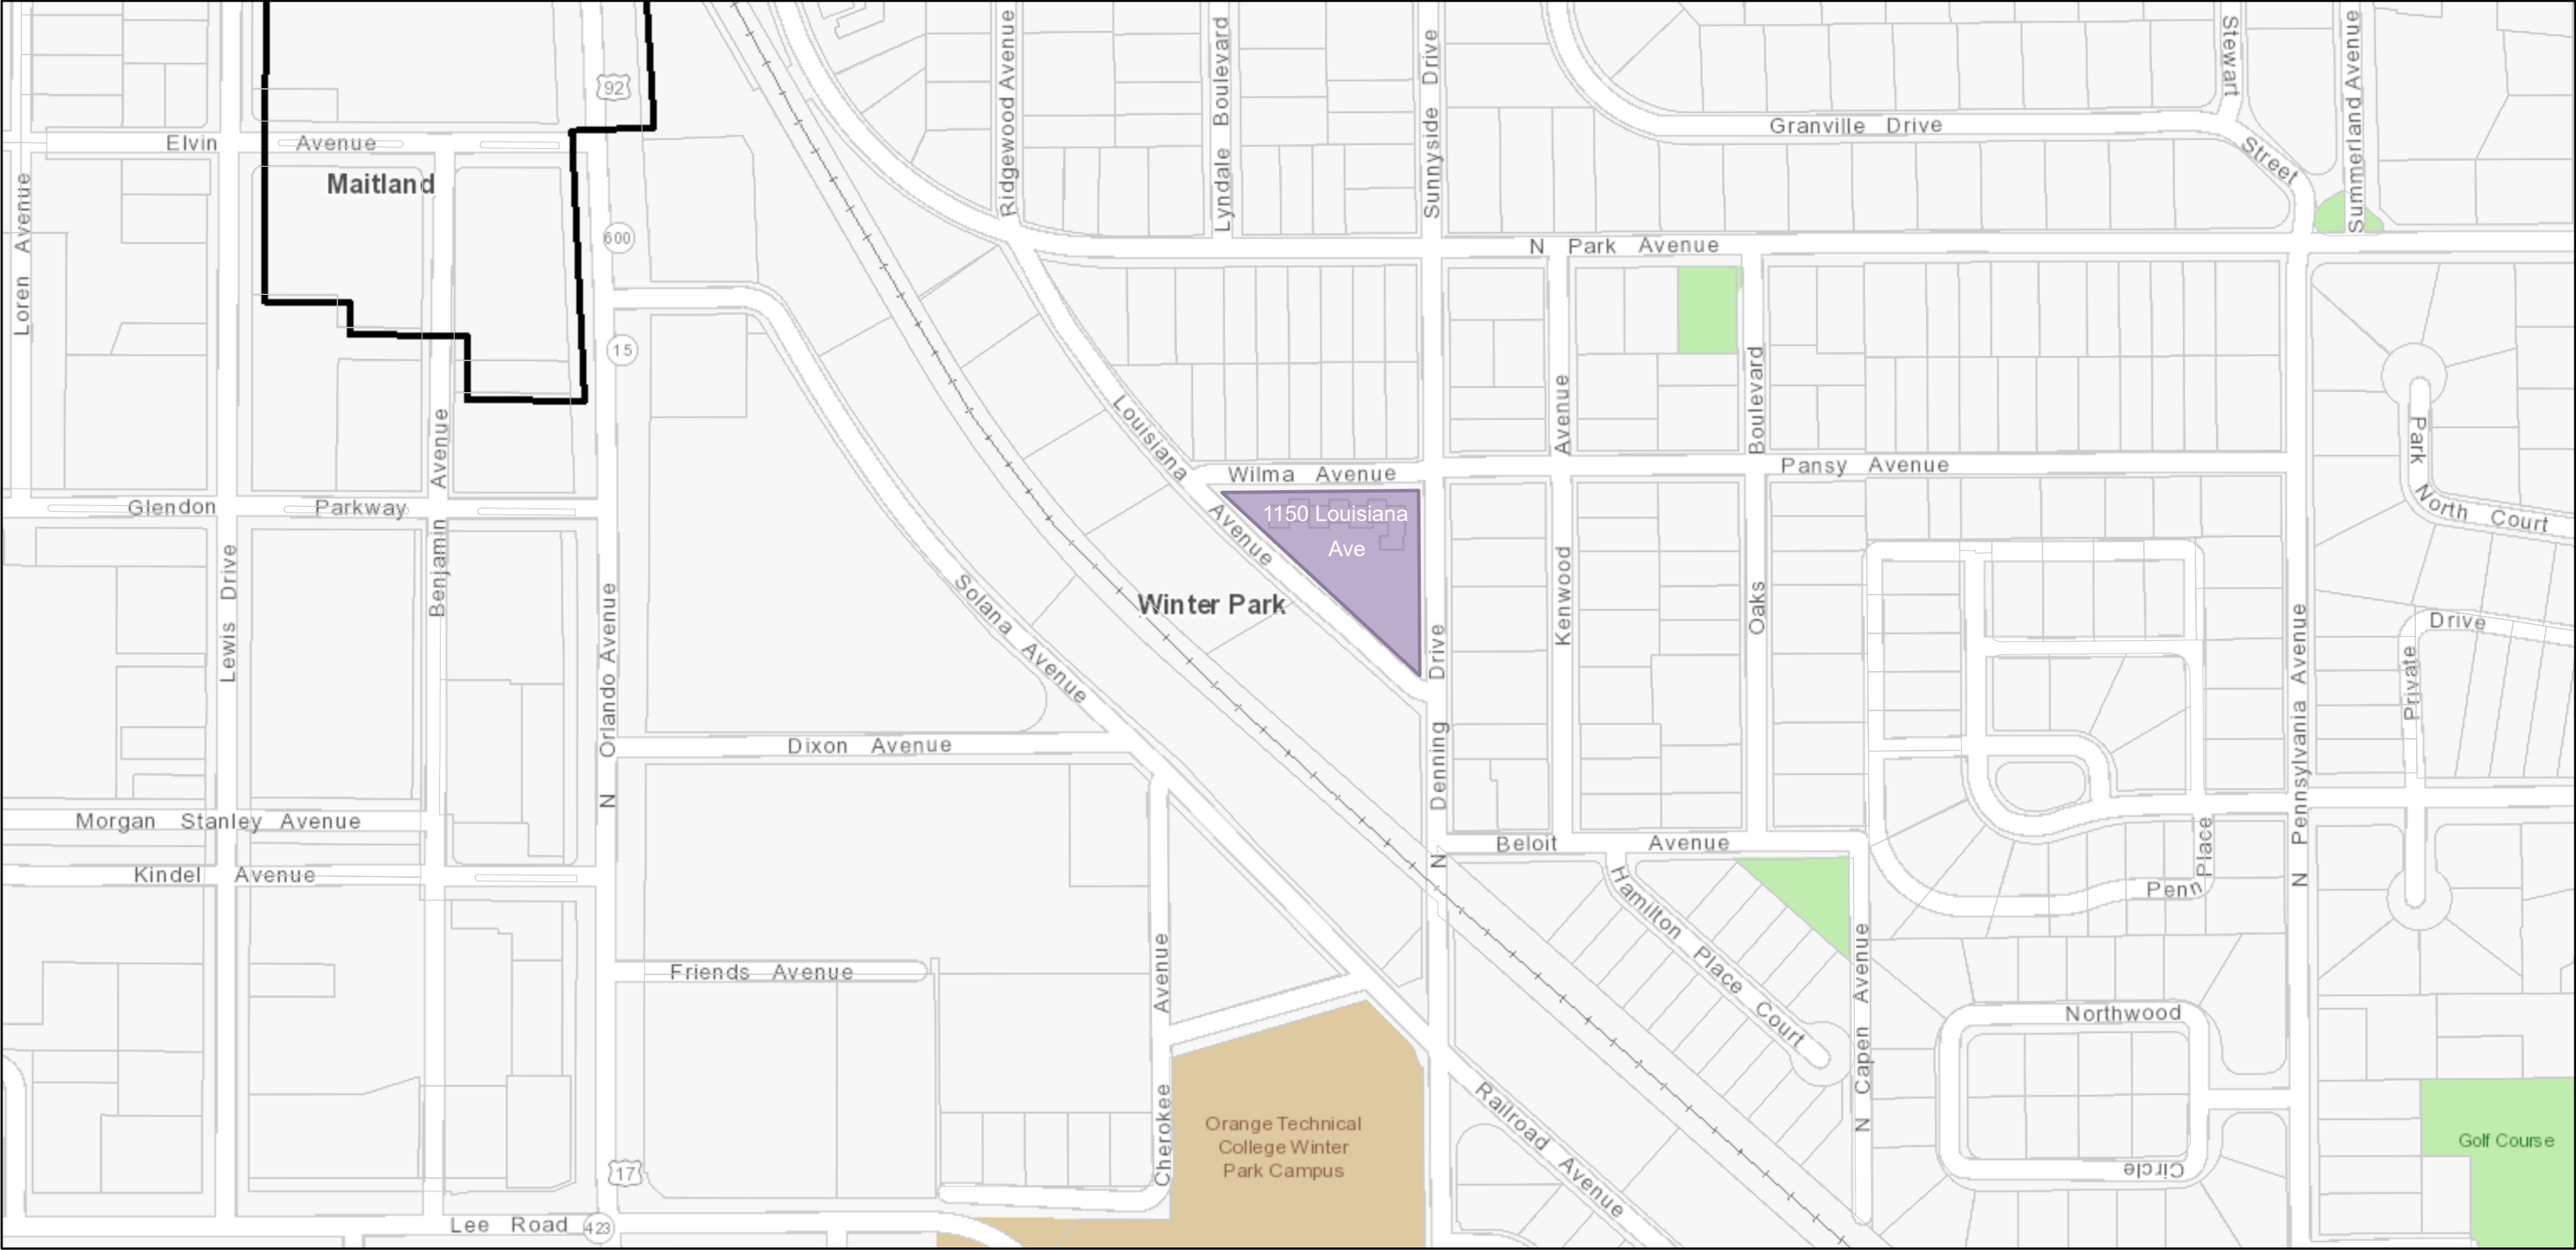 Ridgewood Avenue
Lyndale Boulevard
Sunnyside Drive
Stewart
Street
Summerland Avenue
92
Granville Drive
Elvin Avenue
Maitland
Loren Avenue
600
N Park Avenue
15
Louisiana
Avenue
Wilma Avenue
Avenue
Boulevard
Pansy Avenue
Park
North Court
Glendon Parkway
Benjamin Avenue
1150 Louisiana
Ave
Winter Park
Solana Avenue
Kenwood
Oaks
Drive
Private
Lewis Drive
N Orlando Avenue
Dixon Avenue
N Denning Drive
N Pennsylvania Avenue
Morgan Stanley Avenue
Kindel Avenue
Beloit Avenue
Penn Place
Hamilton Place Court
Friends Avenue
Cherokee Avenue
N Capen Avenue
Northwood
Circle
Railroad Avenue
Orange Technical
College Winter
Park Campus
Golf Course
17
Lee Road
423